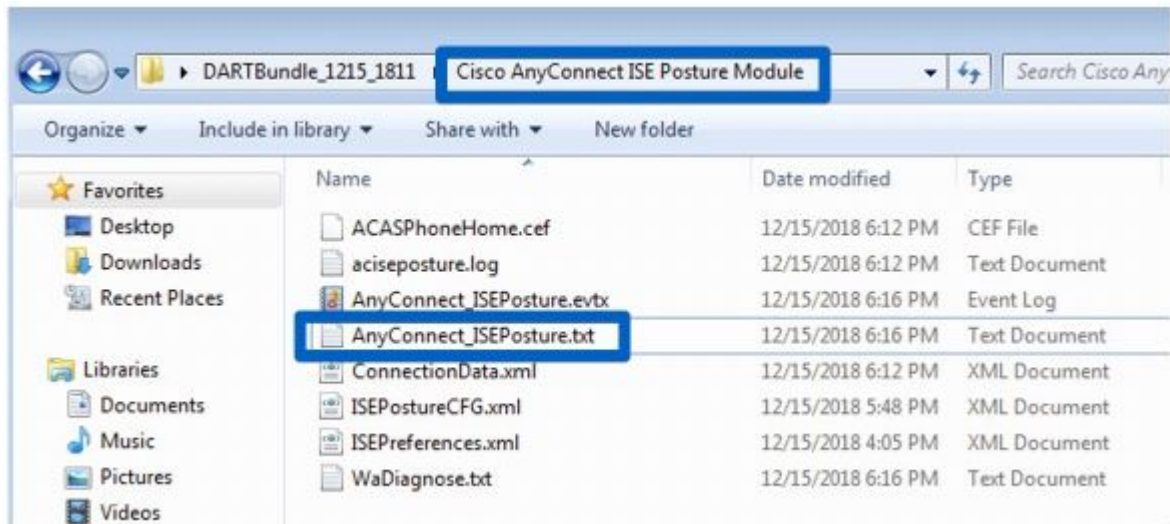 DARTBundle_1215_1811 Cisco AnyConnect ISE Posture Module Search Cisco Any
Organize Include in library Share with New folder
Favorites
Desktop
Downloads
Recent Places
Libraries
Documents
Music
Pictures
Videos
Name Date modified Type
ACASPhoneHome.cef 12/15/2018 6:12 PM CEF File
aciseposture.log 12/15/2018 6:12 PM Text Document
AnyConnect_ISEPosture.evtx 12/15/2018 6:16 PM Event Log
AnyConnect_ISEPosture.txt 12/15/2018 6:16 PM Text Document
ConnectionData.xml 12/15/2018 6:12 PM XML Document
ISEPostureCFG.xml 12/15/2018 5:48 PM XML Document
ISEPreferences.xml 12/15/2018 4:05 PM XML Document
WaDiagnose.txt 12/15/2018 6:16 PM Text Document